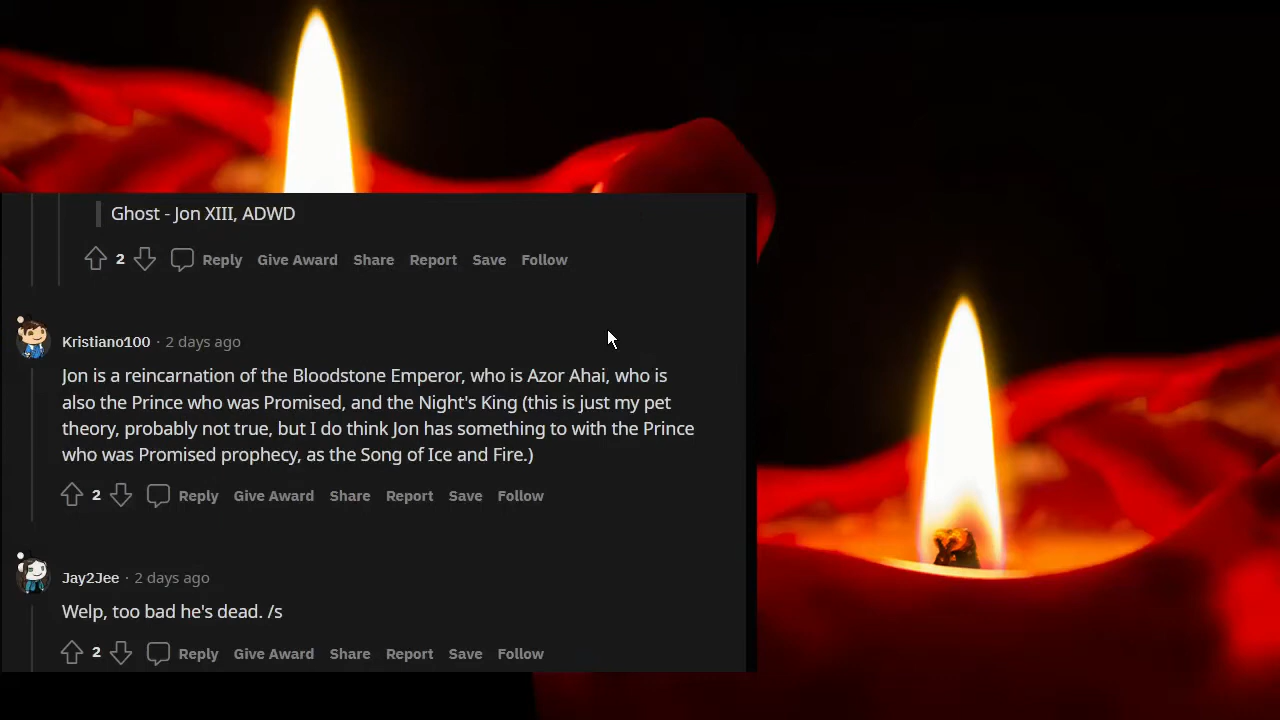 Ghost - Jon XIII, ADWD
2 Reply Give Award Share Report Save Follow
Kristiano100 · 2 days ago
Jon is a reincarnation of the Bloodstone Emperor, who is Azor Ahai, who is
also the Prince who was Promised, and the Night's King (this is just my pet
theory, probably not true, but I do think Jon has something to with the Prince
who was Promised prophecy, as the Song of Ice and Fire.)
2 Reply Give Award Share Report Save Follow
Jay2Jee · 2 days ago
Welp, too bad he's dead. /s
2 Reply Give Award Share Report Save Follow